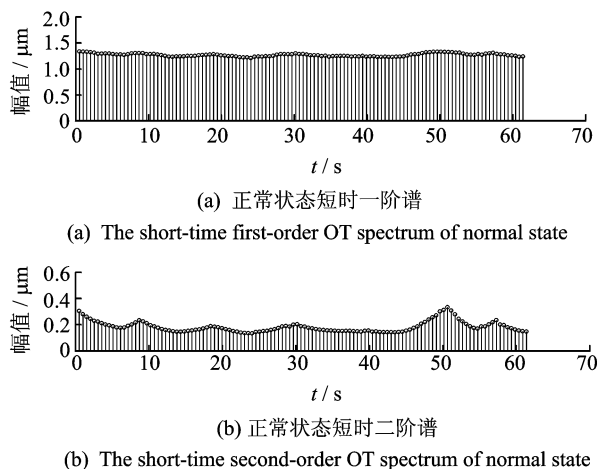 幅值 / μm
2.0
1.5
1.0
0.5
0
0 10 20 30 40 50 60 70
t / s
(a) 正常状态短时一阶谱
(a) The short-time first-order OT spectrum of normal state
幅值 / μm
0.6
0.4
0.2
0
0 10 20 30 40 50 60 70
t / s
(b) 正常状态短时二阶谱
(b) The short-time second-order OT spectrum of normal state